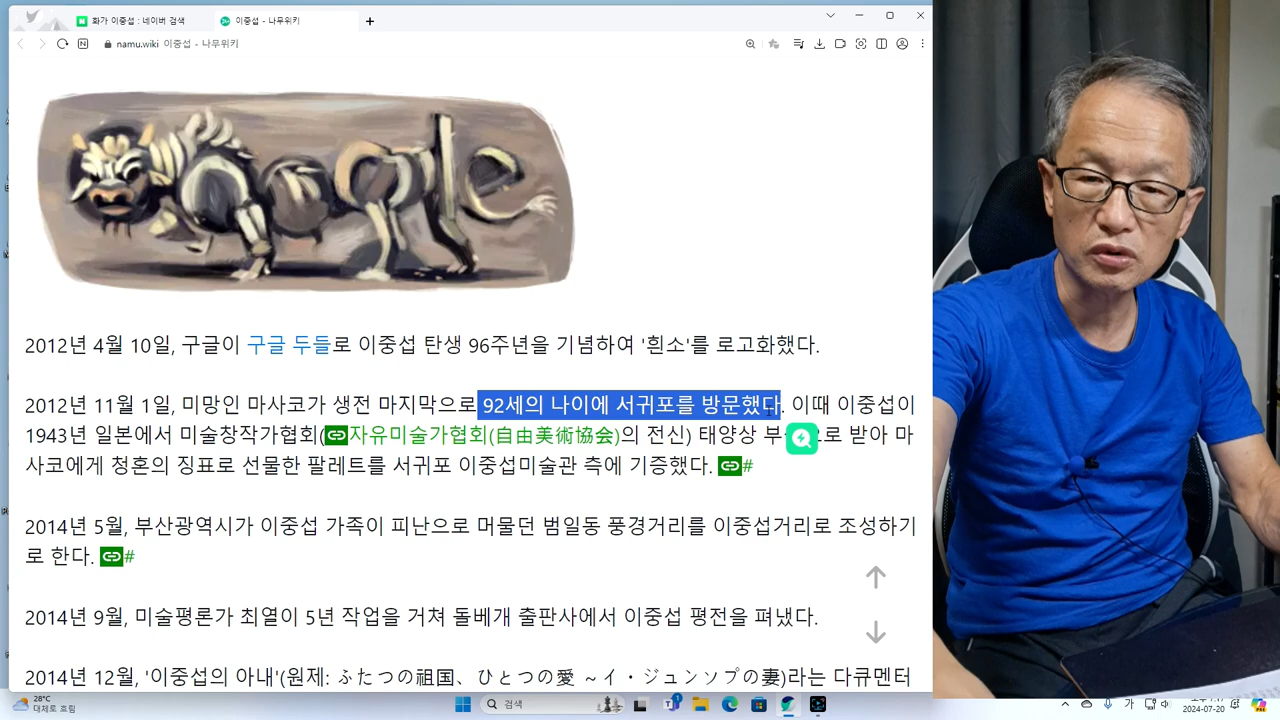 화가 이중섭 : 네이버 검색
이중섭 - 나무위키
namu.wiki 이중섭 - 나무위키
Google
2012년 4월 10일, 구글이 구글 두들로 이중섭 탄생 96주년을 기념하여 '흰소'를 로고화했다.
2012년 11월 1일, 미망인 마사코가 생전 마지막으로 92세의 나이에 서귀포를 방문했다. 이때 이중섭이
1943년 일본에서 미술창작가협회(자유미술가협회(自由美術協会)의 전신) 태양상 부상으로 받아 마
사코에게 청혼의 징표로 선물한 팔레트를 서귀포 이중섭미술관 측에 기증했다. #
2014년 5월, 부산광역시가 이중섭 가족이 피난으로 머물던 범일동 풍경거리를 이중섭거리로 조성하기
로 한다. #
2014년 9월, 미술평론가 최열이 5년 작업을 거쳐 돌베개 출판사에서 이중섭 평전을 펴냈다.
2014년 12월, '이중섭의 아내'(원제: ふたつの祖国、ひとつの愛 ~イ・ジュンソプの妻)라는 다큐멘터
28°C
대체로 흐림
검색
가
2024-07-20